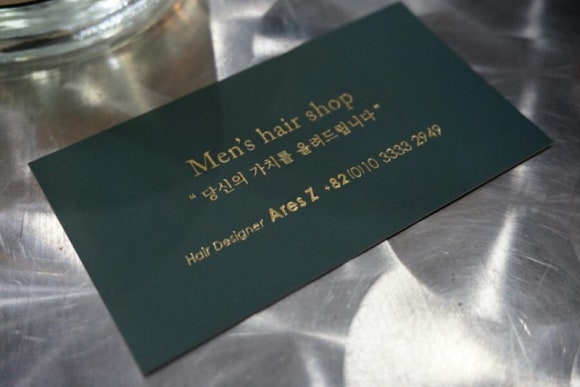 Men's hair shop
“ 당신의 가치를 올려드립니다”
Hair Designer Ares Z +82(0)10 3333 2949